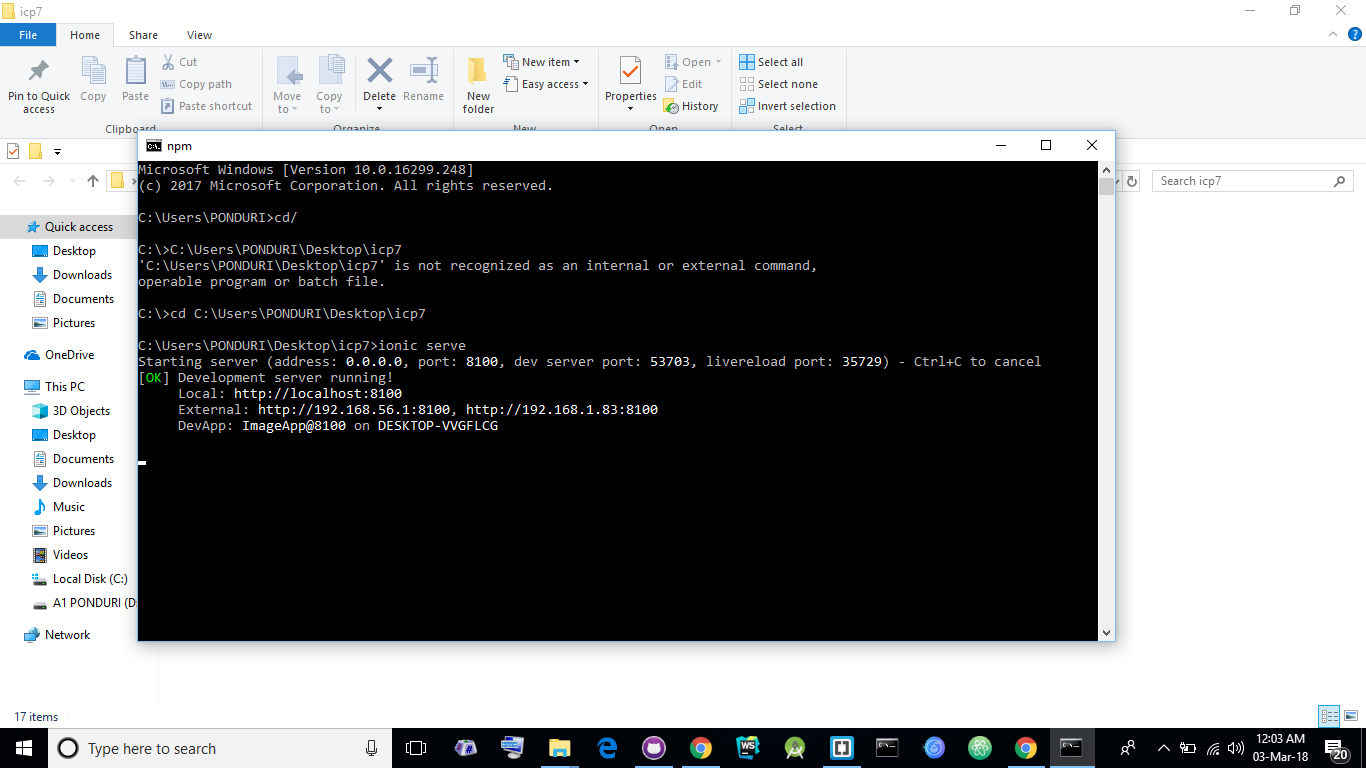 icp7
File Home Share View
Pin to Quick access
Copy
Paste
Cut
Copy path
Paste shortcut
Clipboard
Move to
Copy to
Delete
Rename
Organize
New folder
New item
Easy access
New
Properties
Open
Edit
History
Open
Select all
Select none
Invert selection
Select
Search icp7
Quick access
Desktop
Downloads
Documents
Pictures
OneDrive
This PC
3D Objects
Desktop
Documents
Downloads
Music
Pictures
Videos
Local Disk (C:)
A1 PONDURI (D:
Network
17 items
npm
Microsoft Windows [Version 10.0.16299.248]
(c) 2017 Microsoft Corporation. All rights reserved.
C:\Users\PONDURI>cd/
C:\>C:\Users\PONDURI\Desktop\icp7
'C:\Users\PONDURI\Desktop\icp7' is not recognized as an internal or external command,
operable program or batch file.
C:\>cd C:\Users\PONDURI\Desktop\icp7
C:\Users\PONDURI\Desktop\icp7>ionic serve
Starting server (address: 0.0.0.0, port: 8100, dev server port: 53703, livereload port: 35729) - Ctrl+C to cancel
[OK] Development server running!
Local: http://localhost:8100
External: http://192.168.56.1:8100, http://192.168.1.83:8100
DevApp: ImageApp@8100 on DESKTOP-VVGFLCG
Type here to search
WS
12:03 AM
03-Mar-18
20